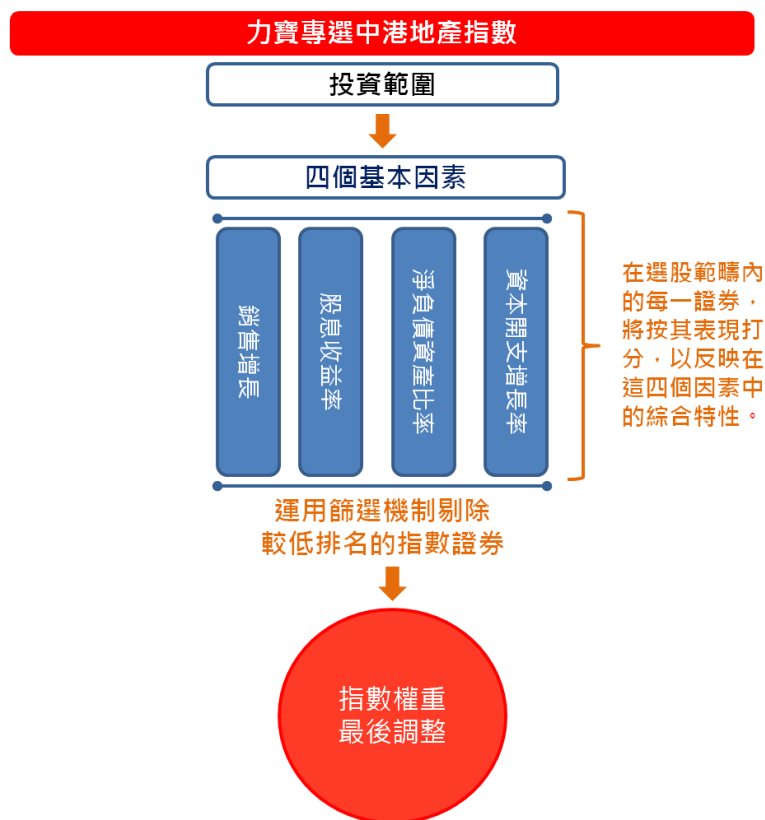 力寶專選中港地產指數
投資範圍
四個基本因素
銷售增長
股息收益率
淨負債資產比率
資本開支增長率
在選股範疇內
的每一證券，
將按其表現打
分，以反映在
這四個因素中
的綜合特性。
運用篩選機制剔除
較低排名的指數證券
指數權重
最後調整